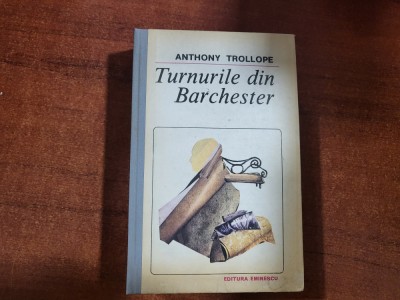 ANTHONY TROLLOPE
Turnurile din
Barchester
EDITURA EMINESCU